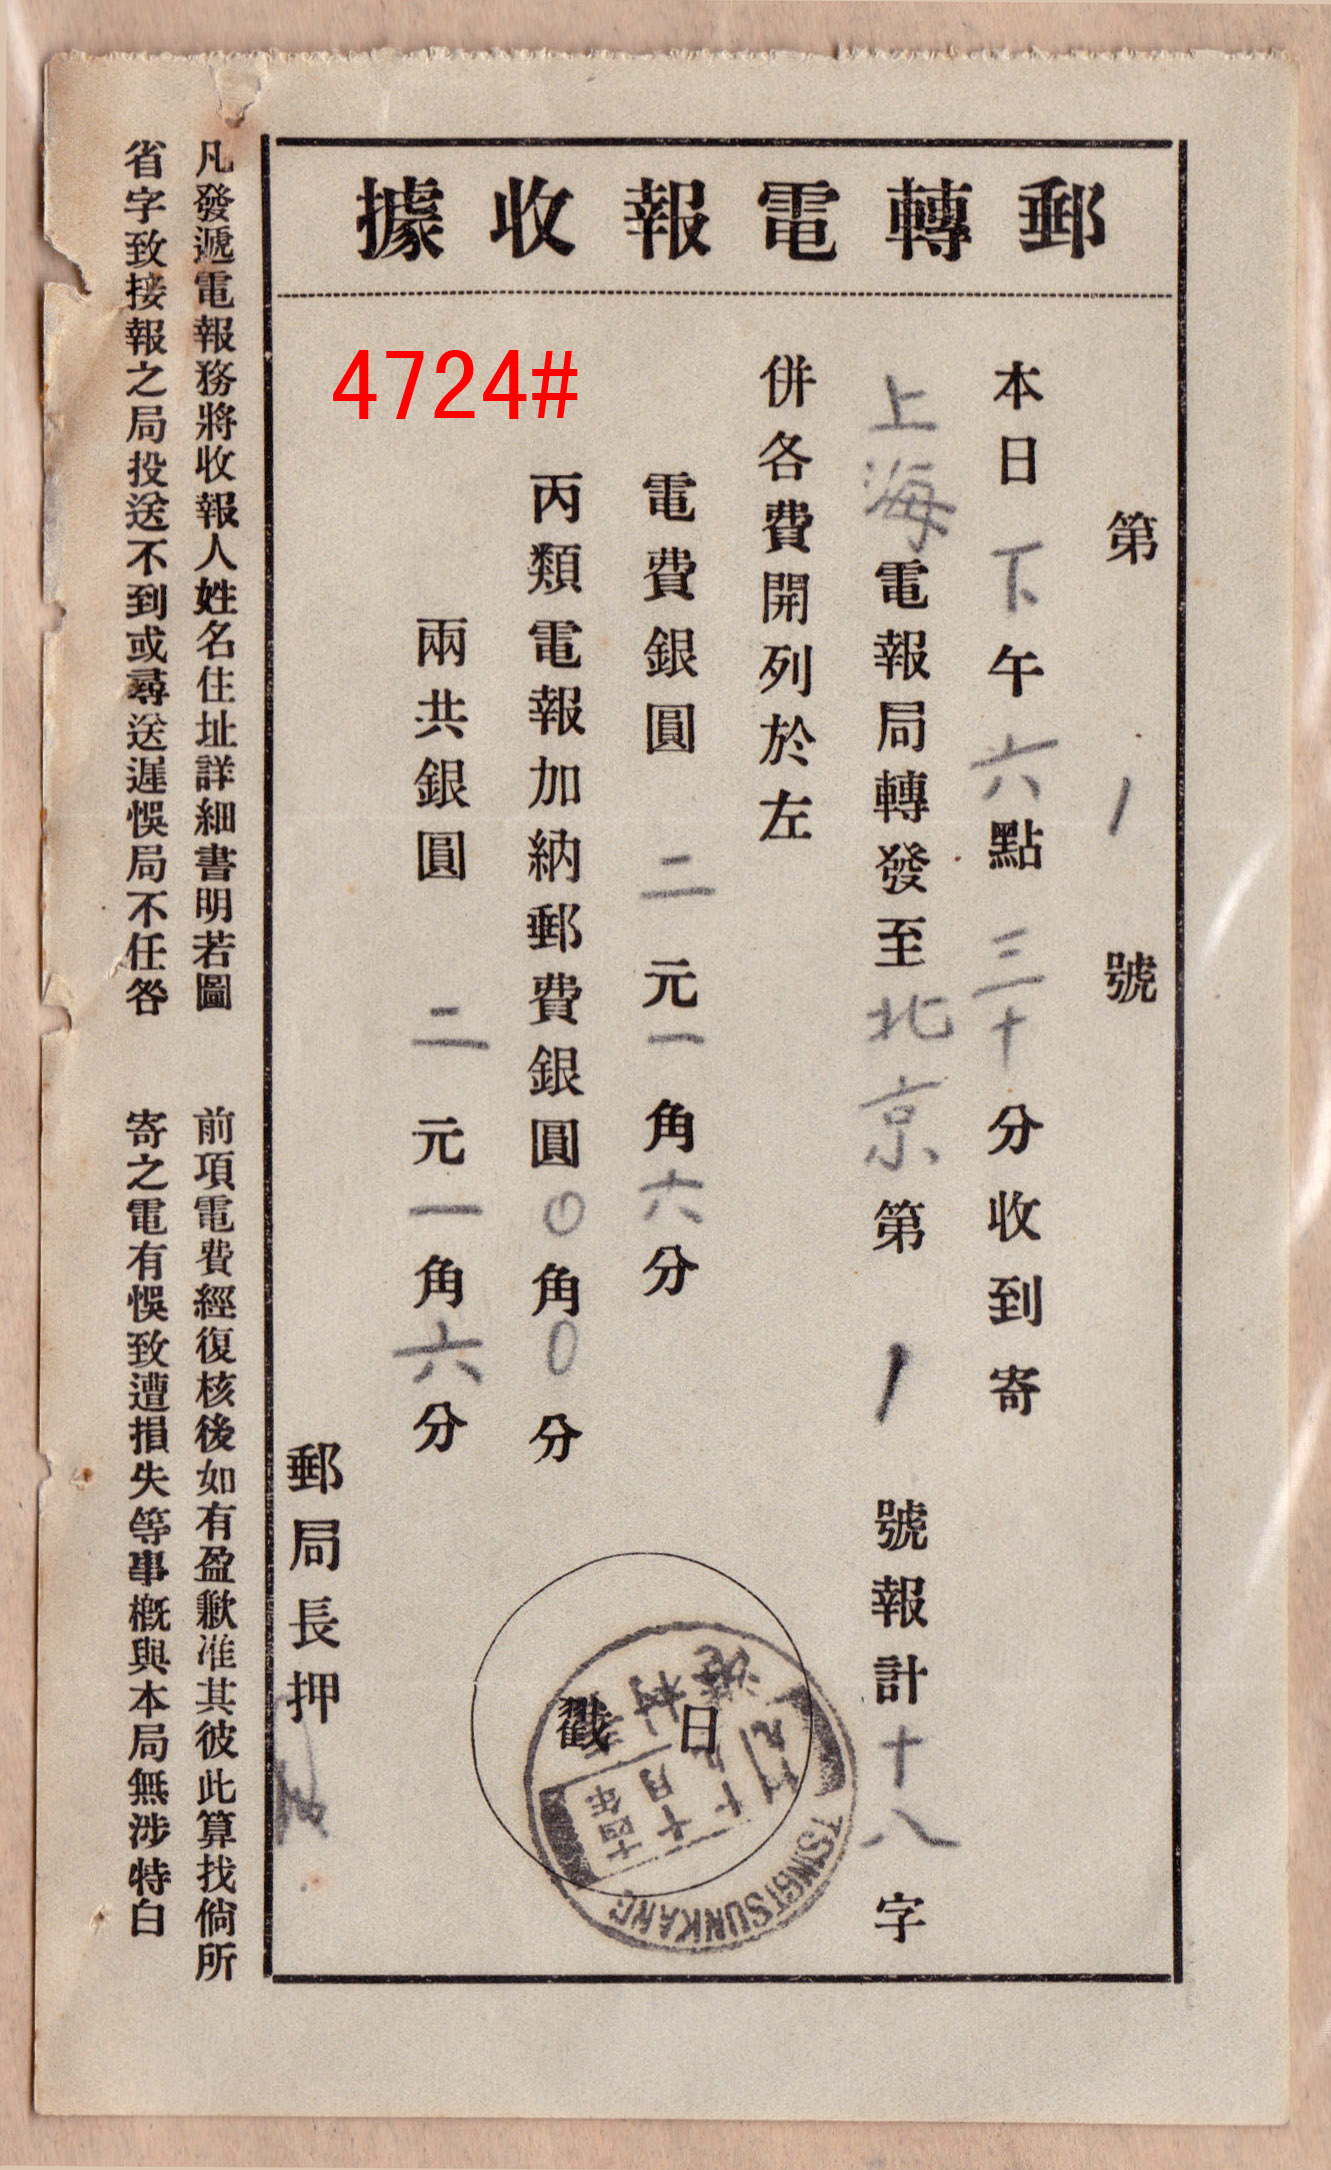 郵轉電報收據
4724#
第 1 號
本日下午六點三十分收到寄
上海電報局轉發至北京第 1 號報計十八字
併各費開列於左
電費銀圓二元一角六分
丙類電報加納郵費銀圓0角0分
兩共銀圓二元一角六分
日戳
十四年
十月
十九
TSINGTSUNKANG
郵局長押
凡發遞電報務將收報人姓名住址詳細書明若圖
省字致接報之局投送不到或尋送遲悞局不任咎
前項電費經復核後如有盈歉准其彼此算找倘所
寄之電有悞致遭損失等事概與本局無涉特白